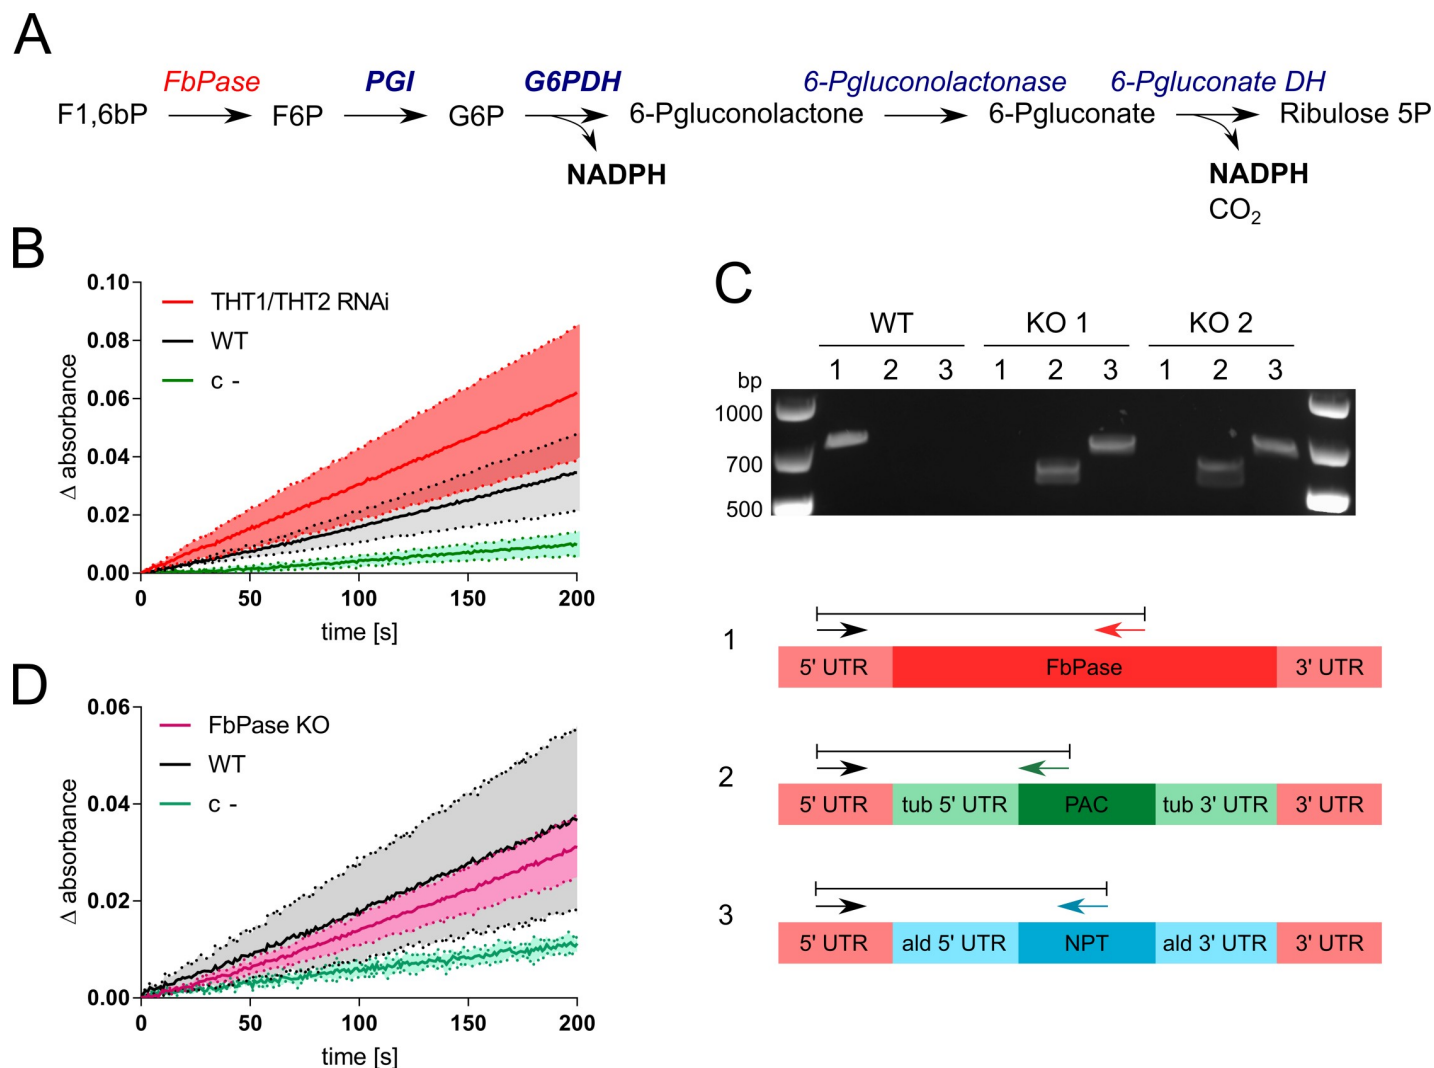 A
FbPase PGI G6PDH 6-Pgluconolactonase 6-Pgluconate DH
F1,6bP F6P G6P 6-Pgluconolactone 6-Pgluconate Ribulose 5P
NADPH NADPH
CO2
B
0.10
0.08
0.06
0.04
0.02
0.00
Δ absorbance
THT1/THT2 RNAi
WT
c -
0 50 100 150 200
time [s]
C
WT KO 1 KO 2
1 2 3 1 2 3 1 2 3
bp
1000
700
500
1
5' UTR FbPase 3' UTR
2
5' UTR tub 5' UTR PAC tub 3' UTR 3' UTR
3
5' UTR ald 5' UTR NPT ald 3' UTR 3' UTR
D
0.06
0.04
0.02
0.00
Δ absorbance
FbPase KO
WT
c -
0 50 100 150 200
time [s]